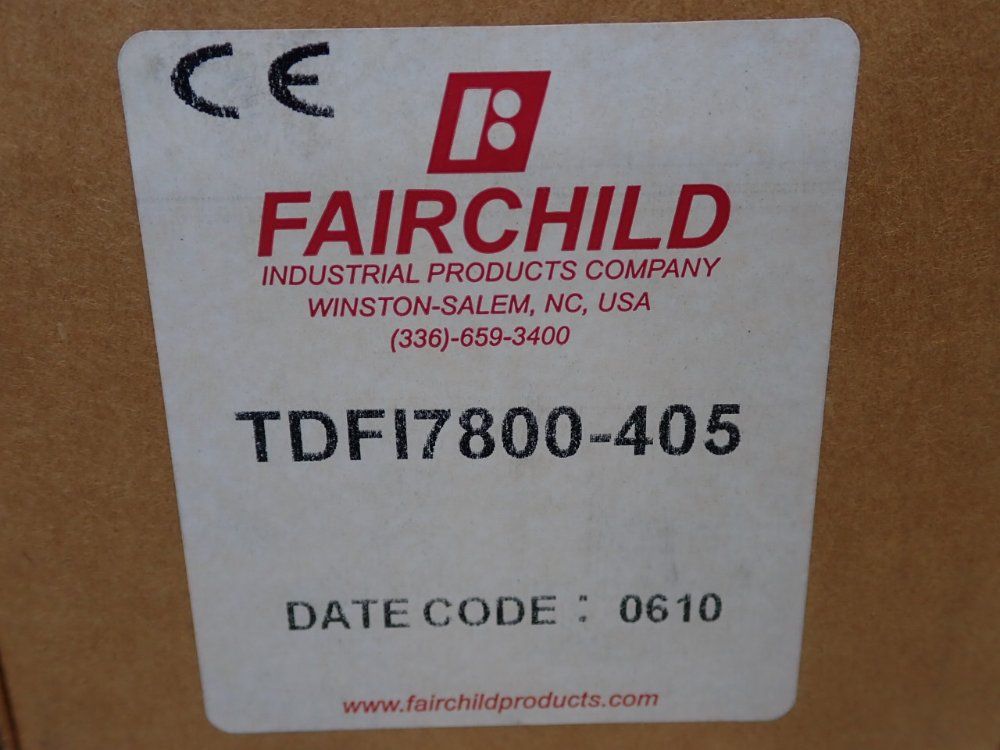 CE
FAIRCHILD
INDUSTRIAL PRODUCTS COMPANY
WINSTON-SALEM, NC, USA
(336)-659-3400
TDFI7800-405
DATE CODE : 0610
www.fairchildproducts.com